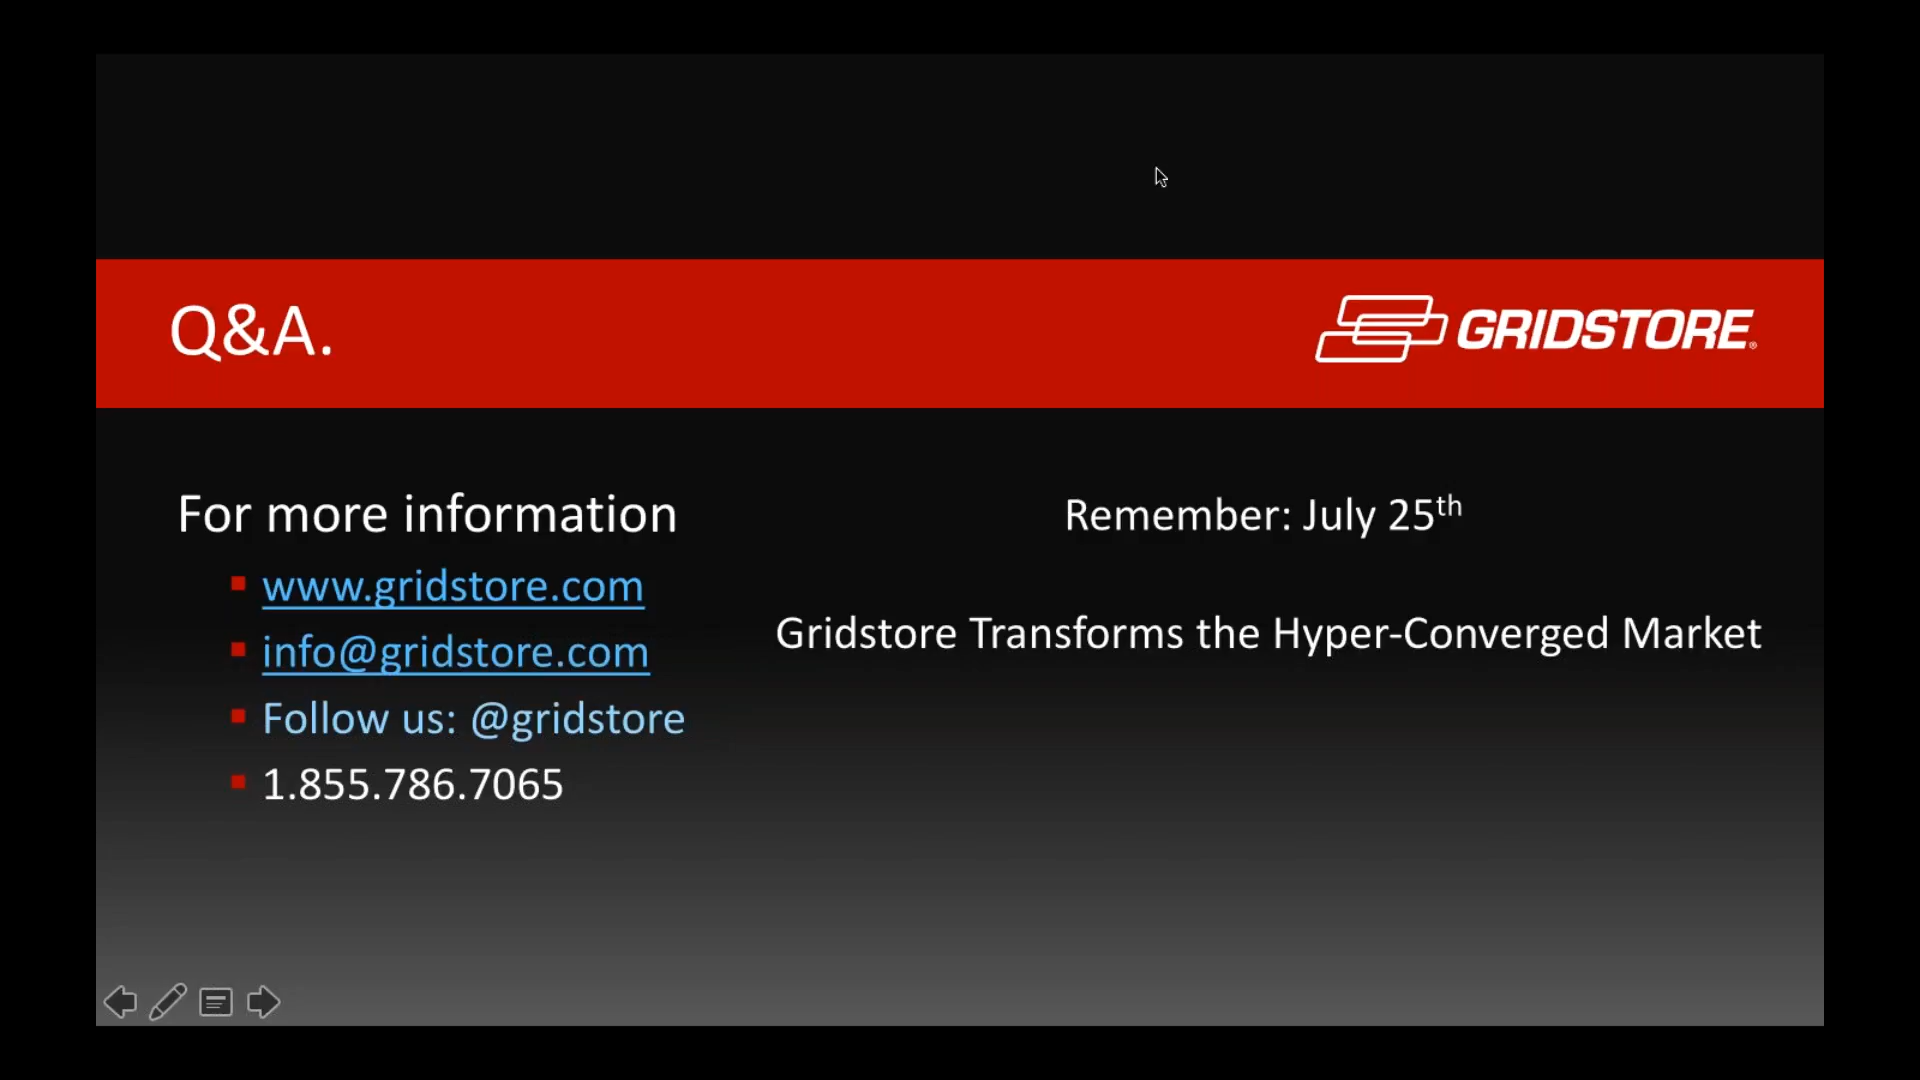 Q&A.
GRIDSTORE®
For more information
www.gridstore.com
info@gridstore.com
Follow us: @gridstore
1.855.786.7065
Remember: July 25th
Gridstore Transforms the Hyper-Converged Market